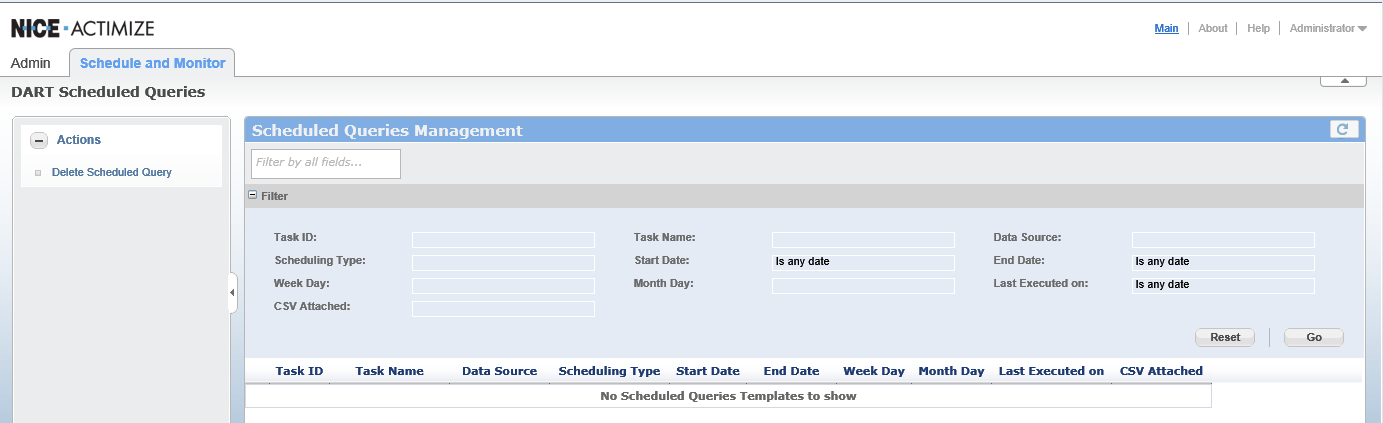 NICE ACTIMIZE
Main About Help Administrator
Admin Schedule and Monitor
DART Scheduled Queries
Actions
Delete Scheduled Query
Scheduled Queries Management
Filter by all fields...
Filter
Task ID: Task Name: Data Source:
Scheduling Type: Start Date: Is any date End Date: Is any date
Week Day: Month Day: Last Executed on: Is any date
CSV Attached:
Reset Go
Task ID Task Name Data Source Scheduling Type Start Date End Date Week Day Month Day Last Executed on CSV Attached
No Scheduled Queries Templates to show